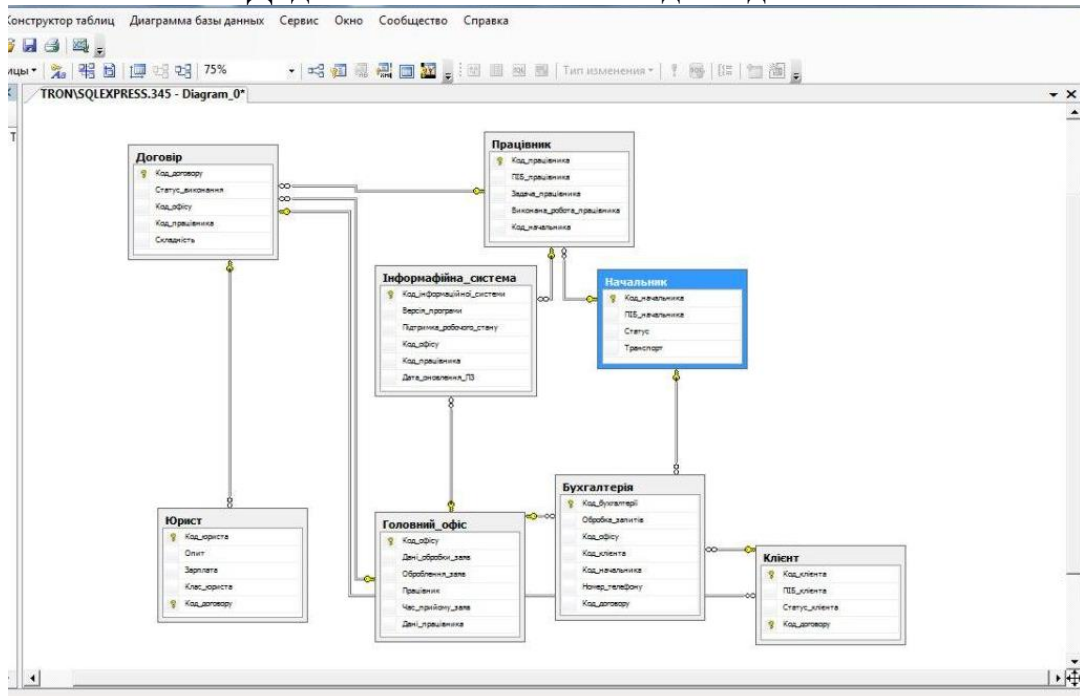 Конструктор таблиц Диаграмма базы данных Сервис Окно Сообщество Справка
75%
Тип изменения
TRON\SQLEXPRESS.345 - Diagram_0*
Договір
Код_договору
Статус_виконання
Код_офісу
Код_працівника
Складність
Працівник
Код_працівника
ПІБ_працівника
Задача_працівника
Виконана_робота_працівника
Код_начальника
Інформафійна_система
Код_інформаційної_системи
Версія_програми
Підтримка_робочого_стану
Код_офісу
Код_працівника
Дата_оновлення_ПЗ
Начальник
Код_начальника
ПІБ_начальника
Статус
Транспорт
Юрист
Код_юриста
Опит
Зарплата
Клас_юриста
Код_договору
Головний_офіс
Код_офісу
Дані_обробки_заяв
Оброблення_заяв
Працівник
Час_прийому_заяв
Дані_працівника
Бухгалтерія
Код_бухгалтерії
Обробка_запитів
Код_офісу
Код_клієнта
Код_начальника
Номер_телефону
Код_договору
Клієнт
Код_клієнта
ПІБ_клієнта
Статус_клієнта
Код_договору